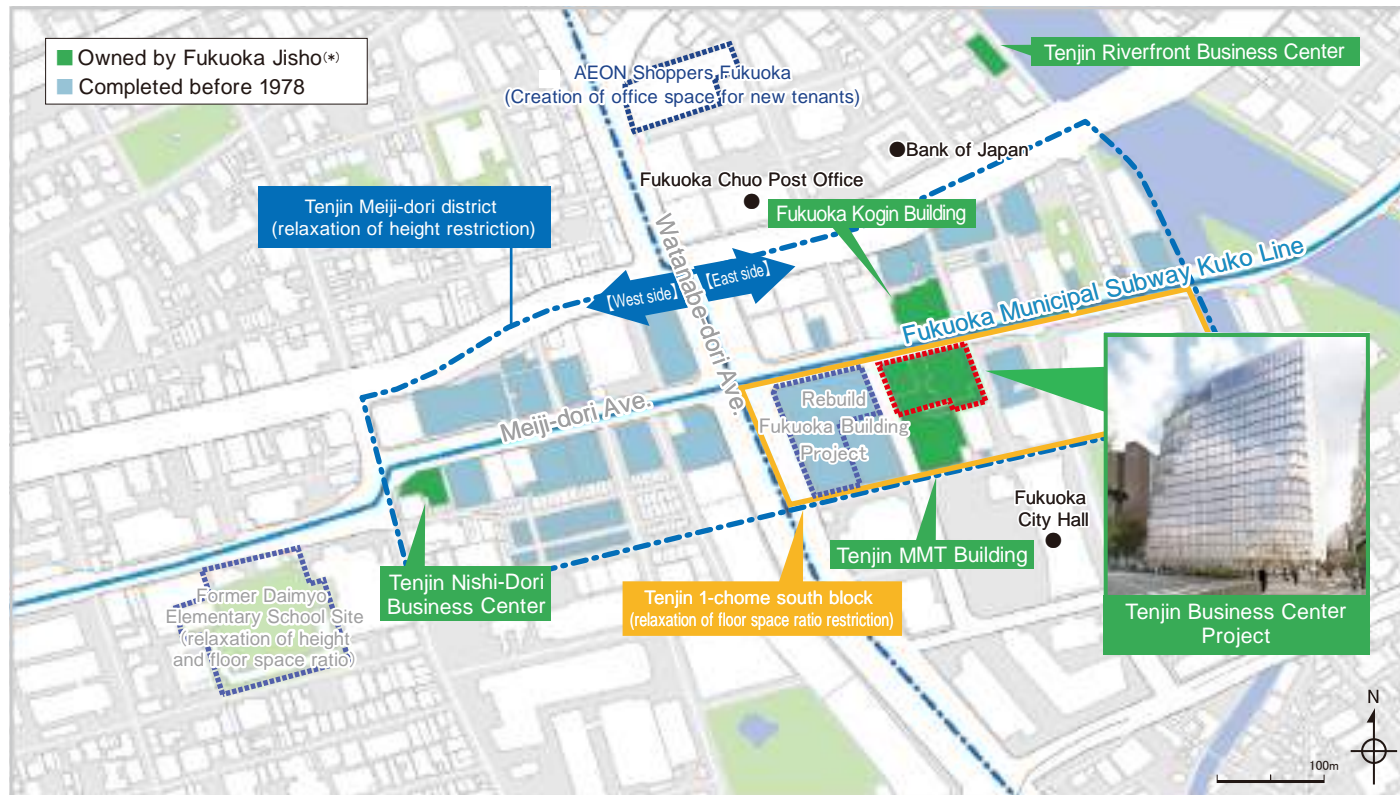 Owned by Fukuoka Jisho(*)
Completed before 1978
AEON Shoppers Fukuoka
(Creation of office space for new tenants)
Tenjin Riverfront Business Center
Bank of Japan
Fukuoka Chuo Post Office
Tenjin Meiji-dori district
(relaxation of height restriction)
Fukuoka Kogin Building
【West side】
【East side】
Watanabe-dori Ave.
Fukuoka Municipal Subway Kuko Line
Meiji-dori Ave.
Rebuild
Fukuoka Building
Project
Fukuoka
City Hall
Tenjin MMT Building
Tenjin Nishi-Dori
Business Center
Tenjin 1-chome south block
(relaxation of floor space ratio restriction)
Former Daimyo
Elementary School Site
(relaxation of height
and floor space ratio)
Tenjin Business Center
Project
N
100m